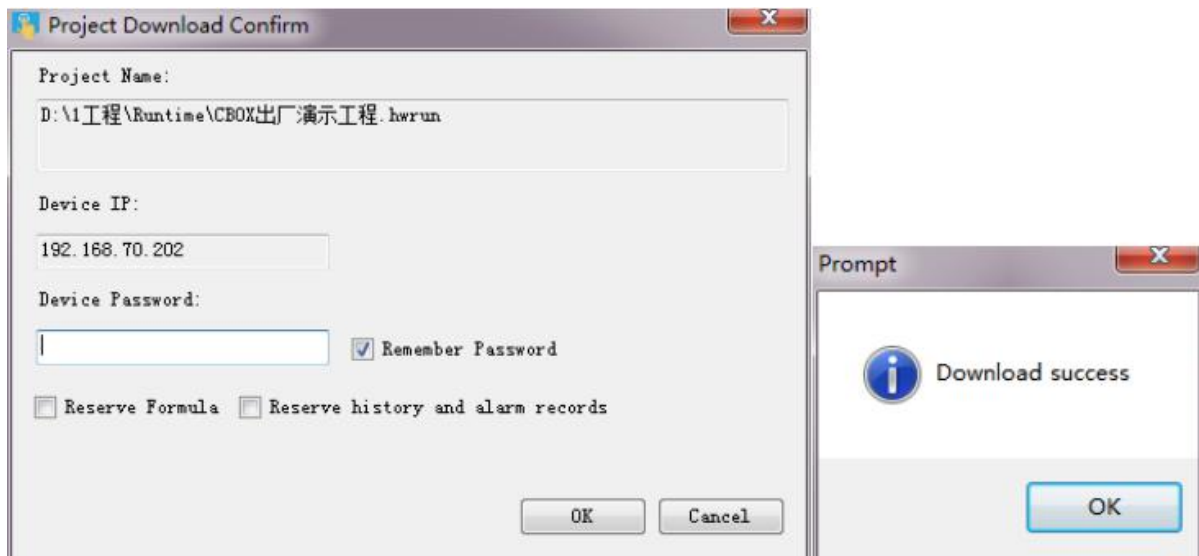 Project Download Confirm
Project Name:
D:\1工程\Runtime\CBOX出厂演示工程.hwrun
Device IP:
192.168.70.202
Device Password:
Remember Password
Reserve Formula Reserve history and alarm records
OK Cancel
Prompt
Download success
OK